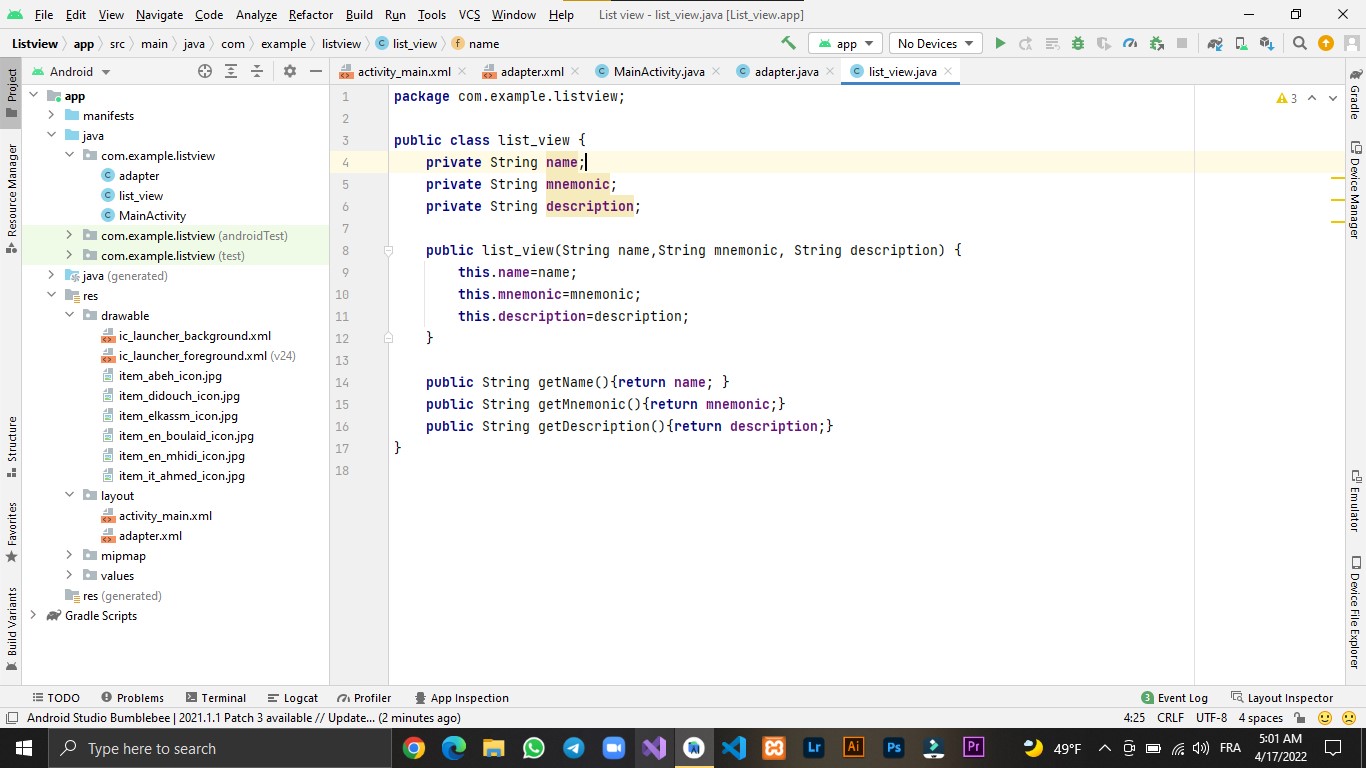 File Edit View Navigate Code Analyze Refactor Build Run Tools VCS Window Help List view - list_view.java [List_view.app]
Listview app src main java com example listview list_view name app No Devices
Android
activity_main.xml adapter.xml MainActivity.java adapter.java list_view.java
Project
Resource Manager
Structure
Favorites
Build Variants
app
manifests
java
com.example.listview
adapter
list_view
MainActivity
com.example.listview (androidTest)
com.example.listview (test)
java (generated)
res
drawable
ic_launcher_background.xml
ic_launcher_foreground.xml (v24)
item_abeh_icon.jpg
item_didouch_icon.jpg
item_elkassm_icon.jpg
item_en_boulaid_icon.jpg
item_en_mhidi_icon.jpg
item_it_ahmed_icon.jpg
layout
activity_main.xml
adapter.xml
mipmap
values
res (generated)
Gradle Scripts
1 package com.example.listview;
2
3 public class list_view {
4 private String name;
5 private String mnemonic;
6 private String description;
7
8 public list_view(String name,String mnemonic, String description) {
9 this.name=name;
10 this.mnemonic=mnemonic;
11 this.description=description;
12 }
13
14 public String getName(){return name; }
15 public String getMnemonic(){return mnemonic;}
16 public String getDescription(){return description;}
17 }
18
3
Gradle
Device Manager
Emulator
Device File Explorer
TODO Problems Terminal Logcat Profiler App Inspection 3 Event Log Layout Inspector
Android Studio Bumblebee | 2021.1.1 Patch 3 available // Update... (2 minutes ago) 4:25 CRLF UTF-8 4 spaces
Type here to search Lr Ai Ps Pr 49°F FRA 5:01 AM
4/17/2022